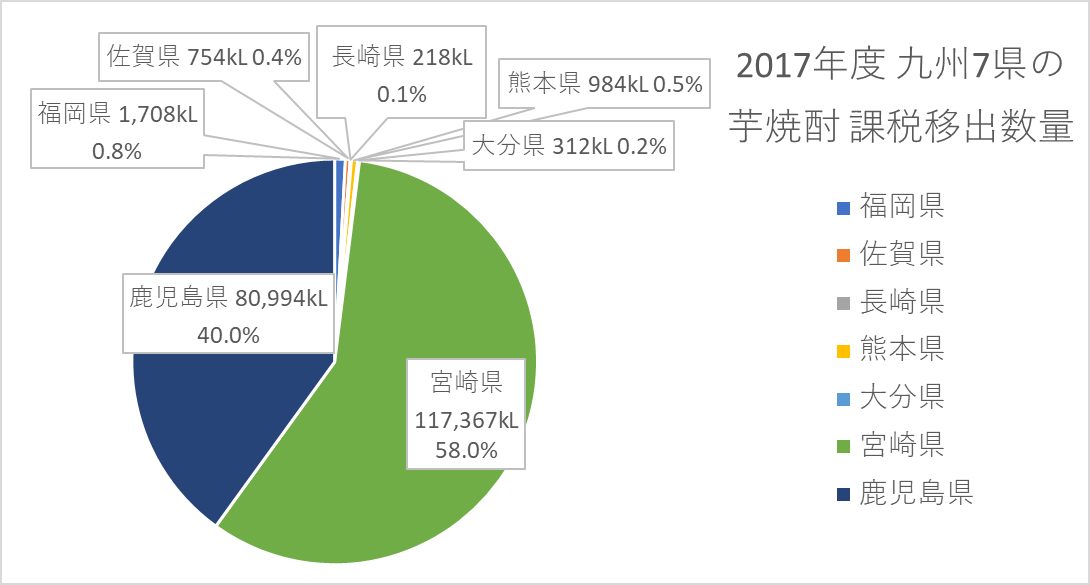 2017年度 九州7県の
芋焼酎 課税移出数量
佐賀県 754kL 0.4%
長崎県 218kL
0.1%
熊本県 984kL 0.5%
福岡県 1,708kL
0.8%
大分県 312kL 0.2%
鹿児島県 80,994kL
40.0%
宮崎県
117,367kL
58.0%
福岡県
佐賀県
長崎県
熊本県
大分県
宮崎県
鹿児島県